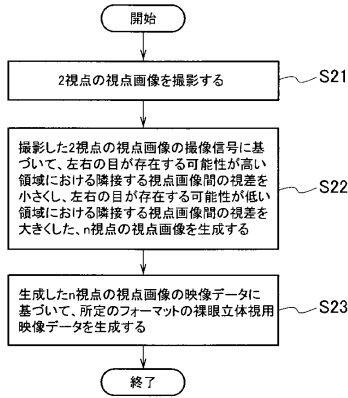 開始
2視点の視点画像を撮影する
S21
撮影した2視点の視点画像の撮像信号に基
づいて、左右の目が存在する可能性が高い
領域における隣接する視点画像間の視差を
小さくし、左右の目が存在する可能性が低い
領域における隣接する視点画像間の視差を
大きくした、n視点の視点画像を生成する
S22
生成したn視点の視点画像の映像データに
基づいて、所定のフォーマットの裸眼立体視用
映像データを生成する
S23
終了